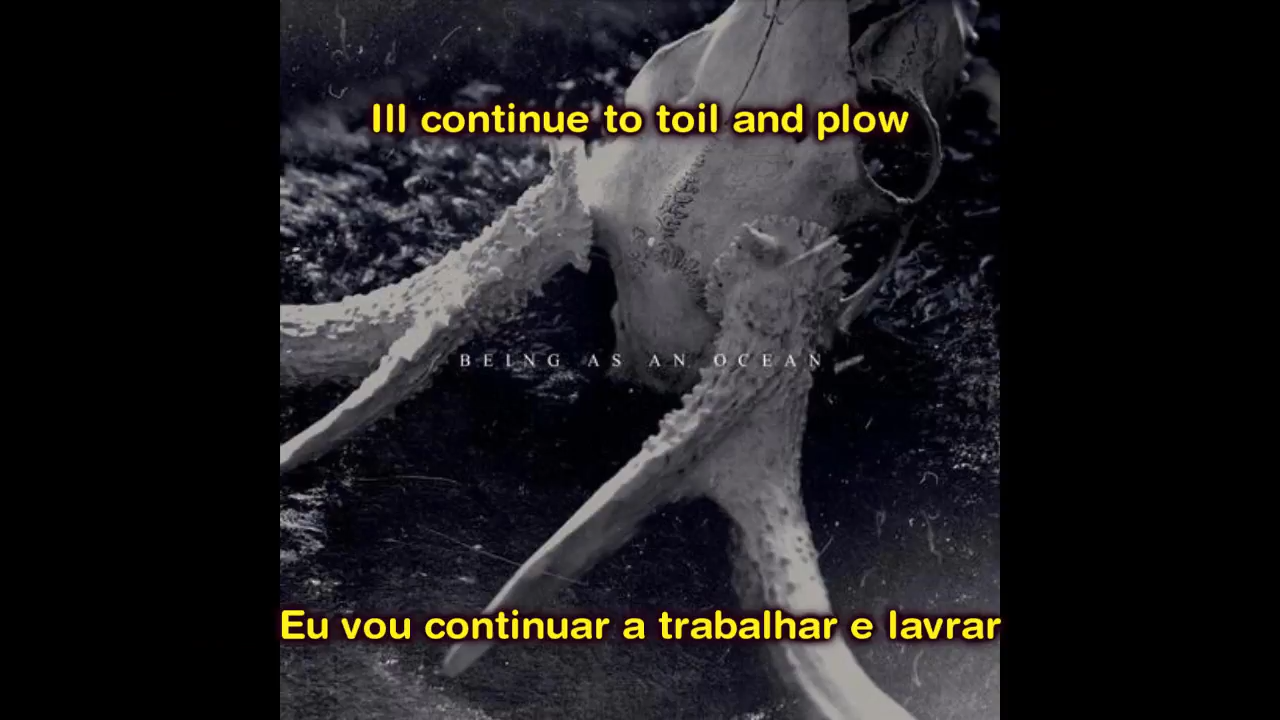 Ill continue to toil and plow
BEING AS AN OCEAN
Eu vou continuar a trabalhar e lavrar